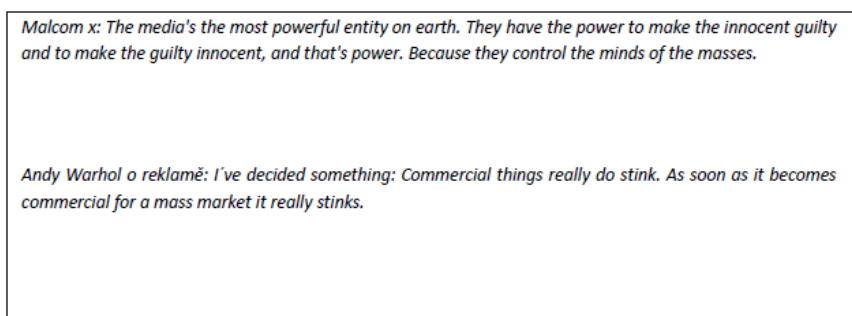 Malcom x: The media's the most powerful entity on earth. They have the power to make the innocent guilty
and to make the guilty innocent, and that's power. Because they control the minds of the masses.
Andy Warhol o reklamě: I´ve decided something: Commercial things really do stink. As soon as it becomes
commercial for a mass market it really stinks.